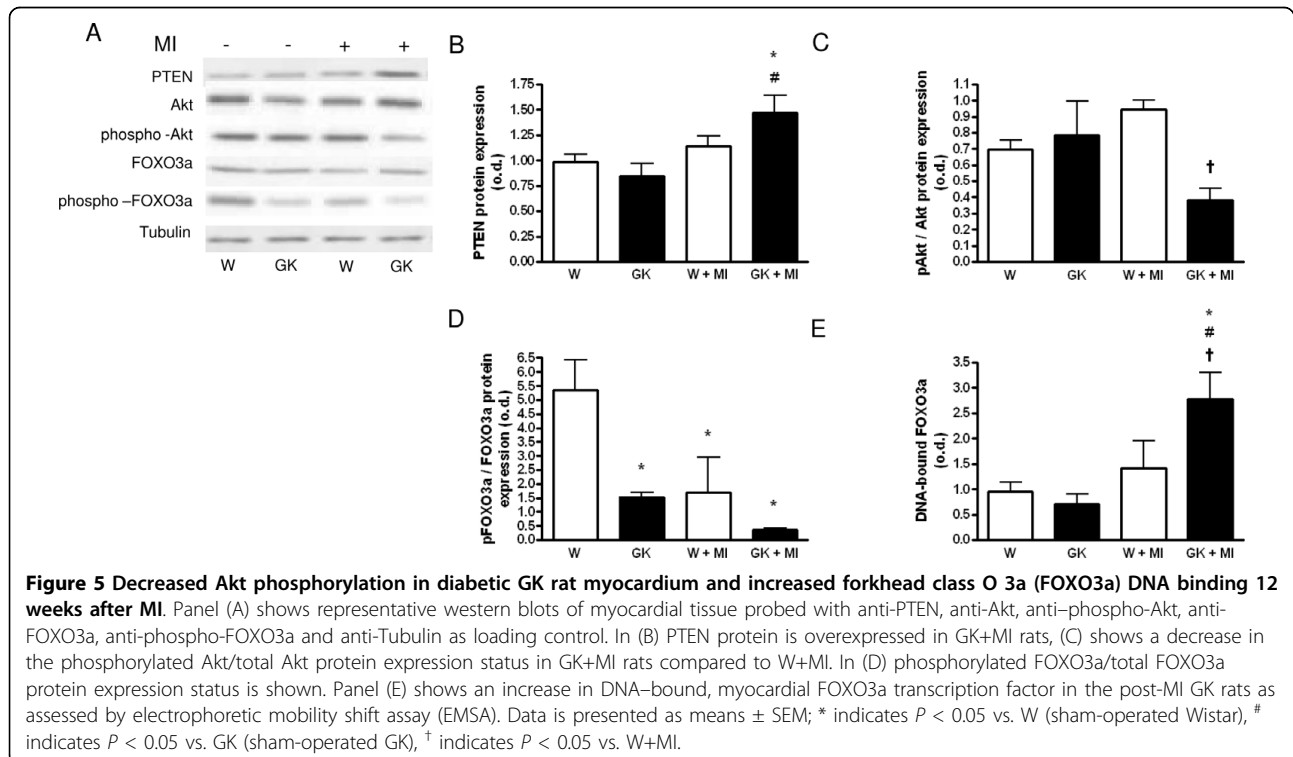 A
MI - - + +
PTEN
Akt
phospho -Akt
FOXO3a
phospho –FOXO3a
Tubulin
W GK W GK
B
PTEN protein expression
(o.d.)
1.75
1.50
1.25
1.00
0.75
0.50
0.25
0.00
*
#
W GK W + MI GK + MI
C
pAkt / Akt protein expression
(o.d.)
1.1
1.0
0.9
0.8
0.7
0.6
0.5
0.4
0.3
0.2
0.1
0.0
†
W GK W + MI GK + MI
D
pFOXO3a / FOXO3a protein
expression (o.d.)
6.5
6.0
5.5
5.0
4.5
4.0
3.5
3.0
2.5
2.0
1.5
1.0
0.5
0.0
* * *
W GK W + MI GK + MI
E
DNA-bound FOXO3a
(o.d.)
3.5
3.0
2.5
2.0
1.5
1.0
0.5
0.0
*
#
†
W GK W + MI GK + MI
Figure 5 Decreased Akt phosphorylation in diabetic GK rat myocardium and increased forkhead class O 3a (FOXO3a) DNA binding 12
weeks after MI. Panel (A) shows representative western blots of myocardial tissue probed with anti-PTEN, anti-Akt, anti–phospho-Akt, anti-
FOXO3a, anti-phospho-FOXO3a and anti-Tubulin as loading control. In (B) PTEN protein is overexpressed in GK+MI rats, (C) shows a decrease in
the phosphorylated Akt/total Akt protein expression status in GK+MI rats compared to W+MI. In (D) phosphorylated FOXO3a/total FOXO3a
protein expression status is shown. Panel (E) shows an increase in DNA–bound, myocardial FOXO3a transcription factor in the post-MI GK rats as
assessed by electrophoretic mobility shift assay (EMSA). Data is presented as means ± SEM; * indicates P < 0.05 vs. W (sham-operated Wistar), #
indicates P < 0.05 vs. GK (sham-operated GK), † indicates P < 0.05 vs. W+MI.